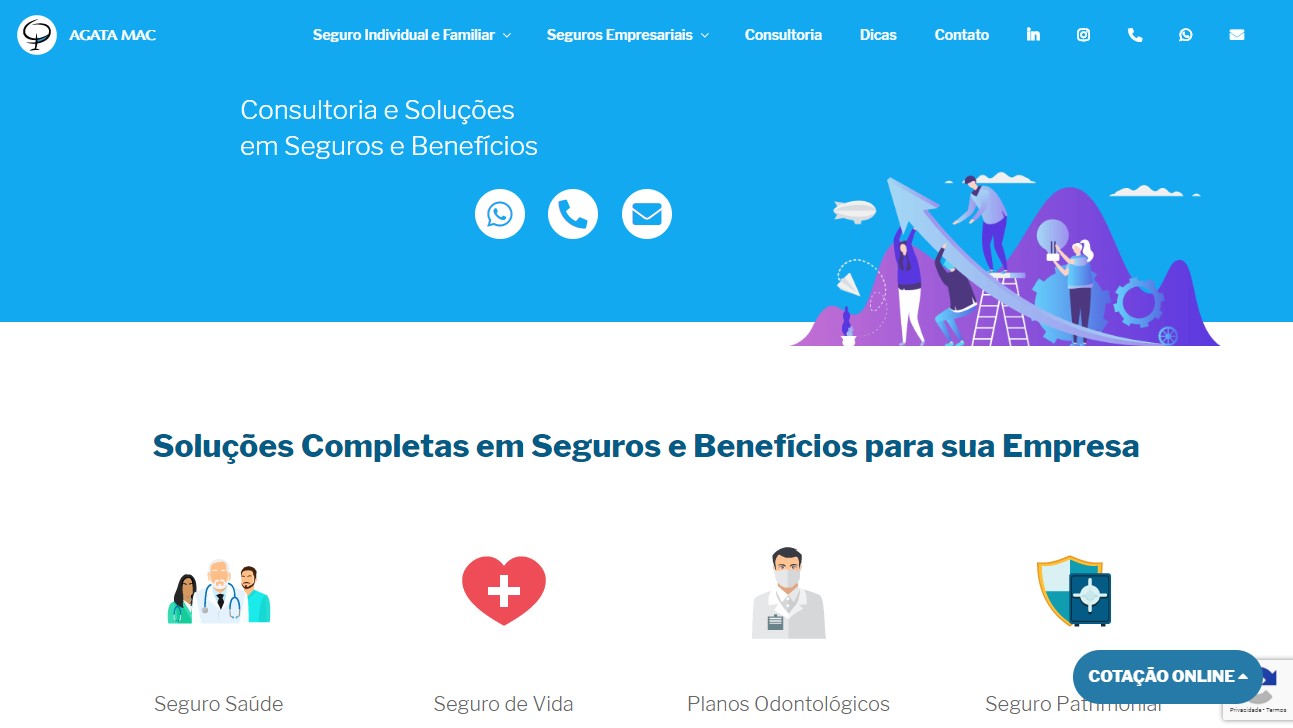 AGATA MAC
Seguro Individual e Familiar
Seguros Empresariais
Consultoria
Dicas
Contato
Consultoria e Soluções
em Seguros e Benefícios
Soluções Completas em Seguros e Benefícios para sua Empresa
Seguro Saúde
Seguro de Vida
Planos Odontológicos
Seguro Patrimonial
COTAÇÃO ONLINE
Privacidade - Termos